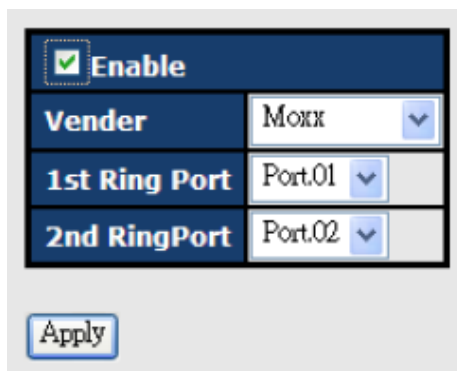 Enable
Vender Moxx
1st Ring Port Port.01
2nd RingPort Port.02
Apply